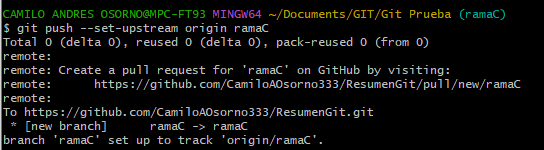 CAMILO ANDRES OSORNO@MPC-FT93 MINGW64 ~/Documents/GIT/Git Prueba (ramaC)
$ git push --set-upstream origin ramaC
Total 0 (delta 0), reused 0 (delta 0), pack-reused 0 (from 0)
remote:
remote: Create a pull request for 'ramaC' on GitHub by visiting:
remote:      https://github.com/CamiloAOsorno333/ResumenGit/pull/new/ramaC
remote:
To https://github.com/CamiloAOsorno333/ResumenGit.git
 * [new branch]      ramaC -> ramaC
branch 'ramaC' set up to track 'origin/ramaC'.